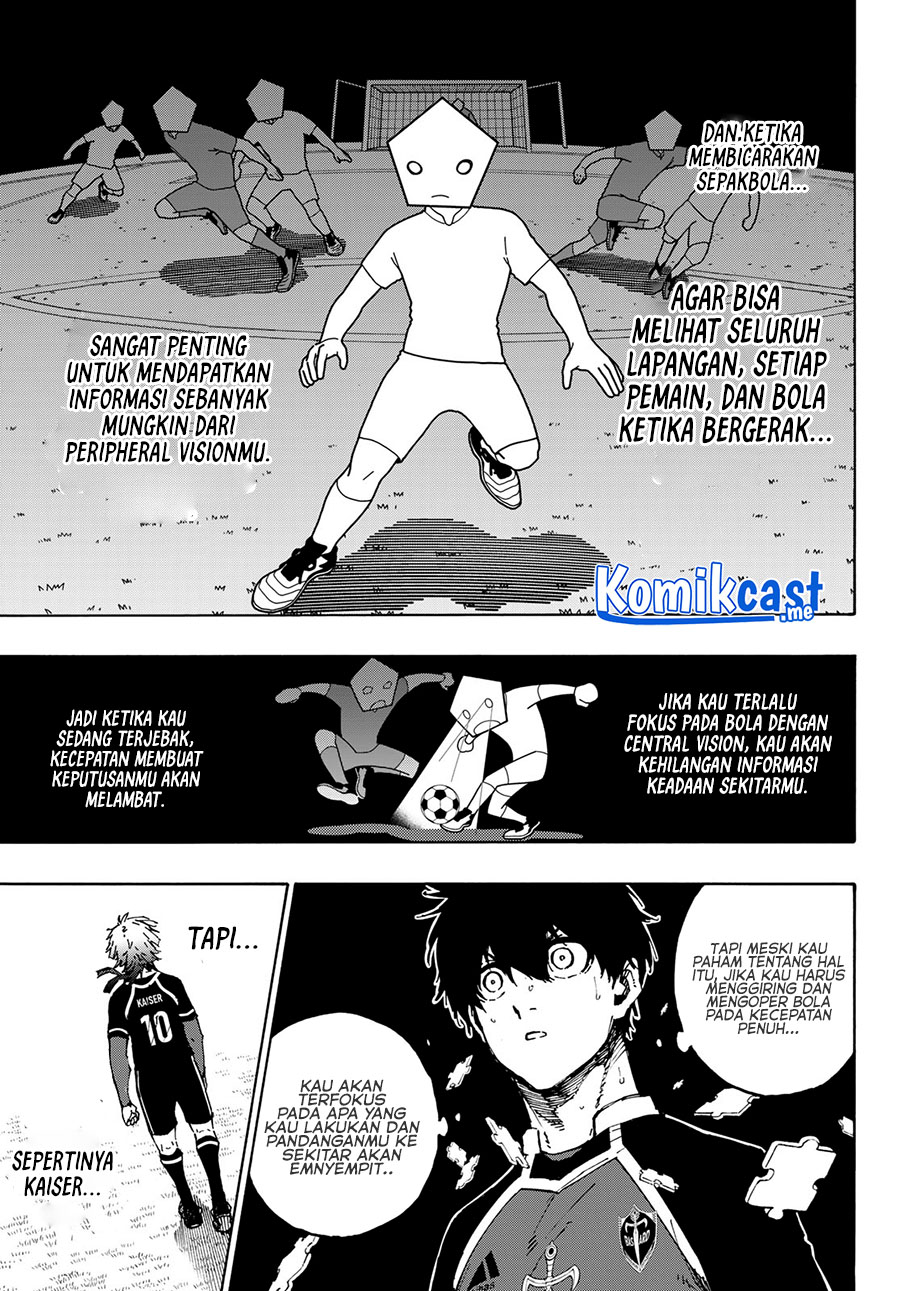 DAN KETIKA
MEMBICARAKAN
SEPAKBOLA...
AGAR BISA
MELIHAT SELURUH
LAPANGAN, SETIAP
PEMAIN, DAN BOLA
KETIKA BERGERAK...
SANGAT PENTING
UNTUK MENDAPATKAN
INFORMASI SEBANYAK
MUNGKIN DARI
PERIPHERAL VISIONMU.
Komikcast
.me
JIKA KAU TERLALU
FOKUS PADA BOLA DENGAN
CENTRAL VISION, KAU AKAN
KEHILANGAN INFORMASI
KEADAAN SEKITARMU.
JADI KETIKA KAU
SEDANG TERJEBAK,
KECEPATAN MEMBUAT
KEPUTUSANMU AKAN
MELAMBAT.
TAPI MESKI KAU
PAHAM TENTANG HAL
ITU, JIKA KAU HARUS
MENGGIRING DAN
MENGOPER BOLA
PADA KECEPATAN
PENUH...
KAU AKAN
TERFOKUS
PADA APA YANG
KAU LAKUKAN DAN
PANDANGANMU KE
SEKITAR AKAN
EMNYEMPIT..
TAPI...
KAISER
10
SEPERTINYA
KAISER...